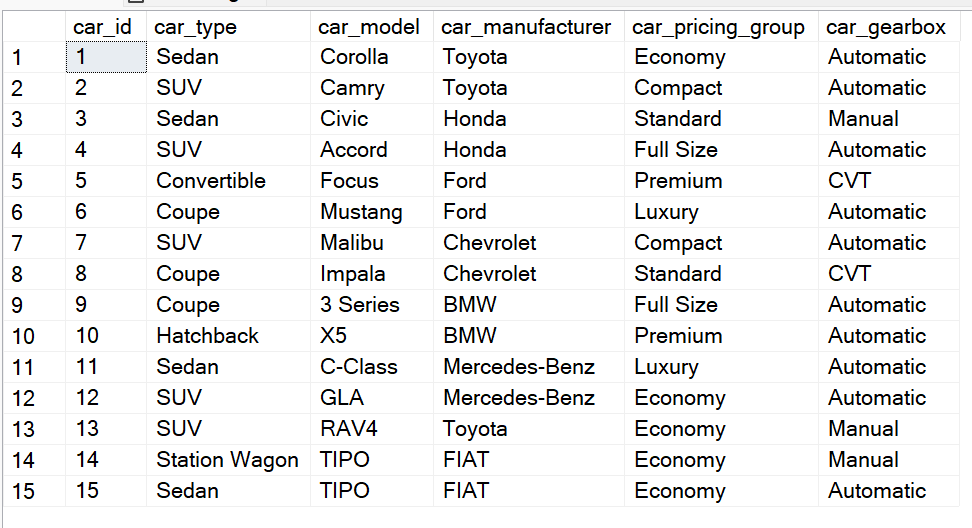 car_id car_type car_model car_manufacturer car_pricing_group car_gearbox
1 1 Sedan Corolla Toyota Economy Automatic
2 2 SUV Camry Toyota Compact Automatic
3 3 Sedan Civic Honda Standard Manual
4 4 SUV Accord Honda Full Size Automatic
5 5 Convertible Focus Ford Premium CVT
6 6 Coupe Mustang Ford Luxury Automatic
7 7 SUV Malibu Chevrolet Compact Automatic
8 8 Coupe Impala Chevrolet Standard CVT
9 9 Coupe 3 Series BMW Full Size Automatic
10 10 Hatchback X5 BMW Premium Automatic
11 11 Sedan C-Class Mercedes-Benz Luxury Automatic
12 12 SUV GLA Mercedes-Benz Economy Automatic
13 13 SUV RAV4 Toyota Economy Manual
14 14 Station Wagon TIPO FIAT Economy Manual
15 15 Sedan TIPO FIAT Economy Automatic